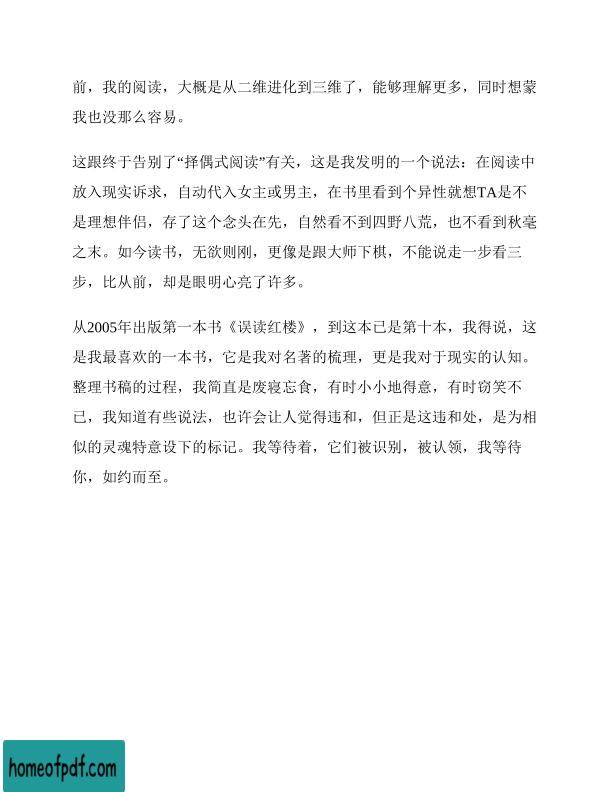 前，我的阅读，大概是从二维进化到三维了，能够理解更多，同时想蒙
我也没那么容易。
这跟终于告别了“择偶式阅读”有关，这是我发明的一个说法：在阅读中
放入现实诉求，自动代入女主或男主，在书里看到个异性就想TA是不
是理想伴侣，存了这个念头在先，自然看不到四野八荒，也不看到秋毫
之末。如今读书，无欲则刚，更像是跟大师下棋，不能说走一步看三
步，比从前，却是眼明心亮了许多。
从2005年出版第一本书《误读红楼》，到这本已是第十本，我得说，这
是我最喜欢的一本书，它是我对名著的梳理，更是我对于现实的认知。
整理书稿的过程，我简直是废寝忘食，有时小小地得意，有时窃笑不
已，我知道有些说法，也许会让人觉得违和，但正是这违和处，是为相
似的灵魂特意设下的标记。我等待着，它们被识别，被认领，我等待
你，如约而至。
homeofpdf.com